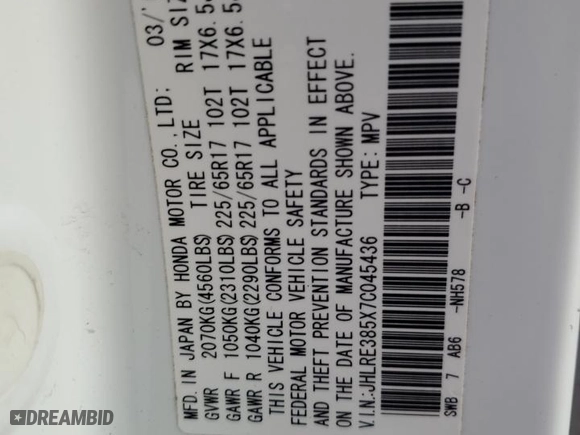 MFD. IN JAPAN BY HONDA MOTOR CO.,LTD: 03/
GVWR 2070KG(4560LBS) TIRE SIZE RIM SIZ
GAWR F 1050KG(2310LBS) 225/65R17 102T 17X6.5
GAWR R 1040KG(2290LBS) 225/65R17 102T 17X6.5
THIS VEHICLE CONFORMS TO ALL APPLICABLE
FEDERAL MOTOR VEHICLE SAFETY
AND THEFT PREVENTION STANDARDS IN EFFECT
ON THE DATE OF MANUFACTURE SHOWN ABOVE.
V.I.N.:JHLRE385X7C045436 TYPE: MPV
SWB 7 AB6 -NH578 -B -C
DREAMBID